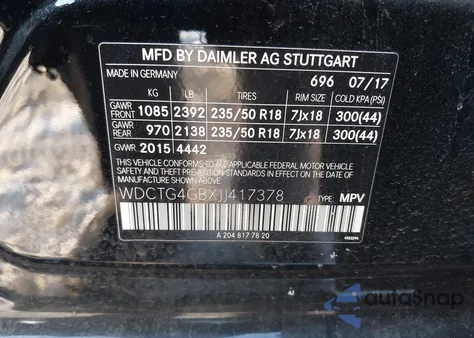 MFD BY DAIMLER AG STUTTGART
MADE IN GERMANY 696 07/17
KG LB TIRES RIM SIZE COLD KPA (PSI)
GAWR FRONT 1085 2392 235/50 R18 7Jx18 300(44)
GAWR REAR 970 2138 235/50 R18 7Jx18 300(44)
GVWR 2015 4442
THIS VEHICLE CONFORMS TO ALL APPLICABLE FEDERAL MOTOR VEHICLE
SAFETY, BUMPER, AND THEFT PREVENTION STANDARDS IN EFFECT ON THE DATE
OF MANUFACTURE SHOWN ABOVE.
WDCTG4GBXJJ417378 TYPE: MPV
A 204 817 78 20
autoSnap